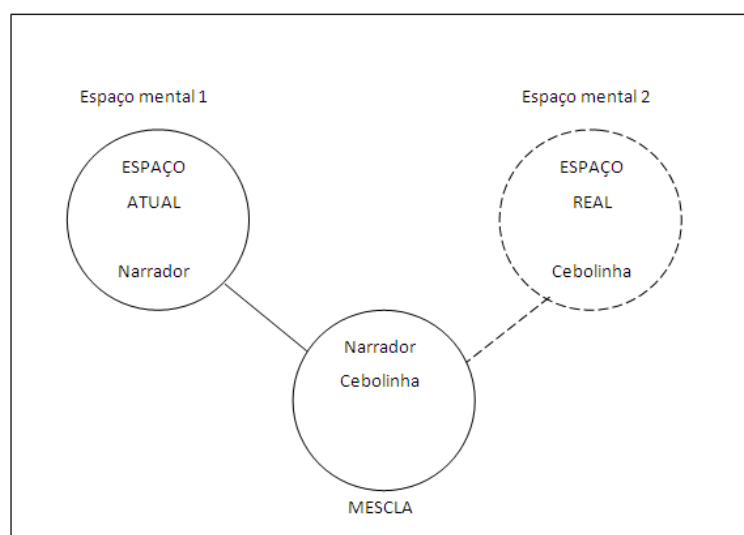 Espaço mental 1
ESPAÇO
ATUAL
Narrador
Espaço mental 2
ESPAÇO
REAL
Cebolinha
Narrador
Cebolinha
MESCLA